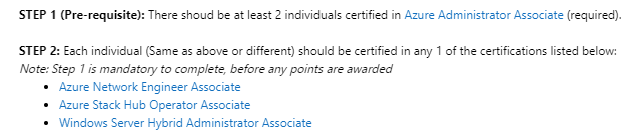 STEP 1 (Pre-requisite): There shoud be at least 2 individuals certified in Azure Administrator Associate (required).
STEP 2: Each individual (Same as above or different) should be certified in any 1 of the certifications listed below:
Note: Step 1 is mandatory to complete, before any points are awarded
• Azure Network Engineer Associate
• Azure Stack Hub Operator Associate
• Windows Server Hybrid Administrator Associate